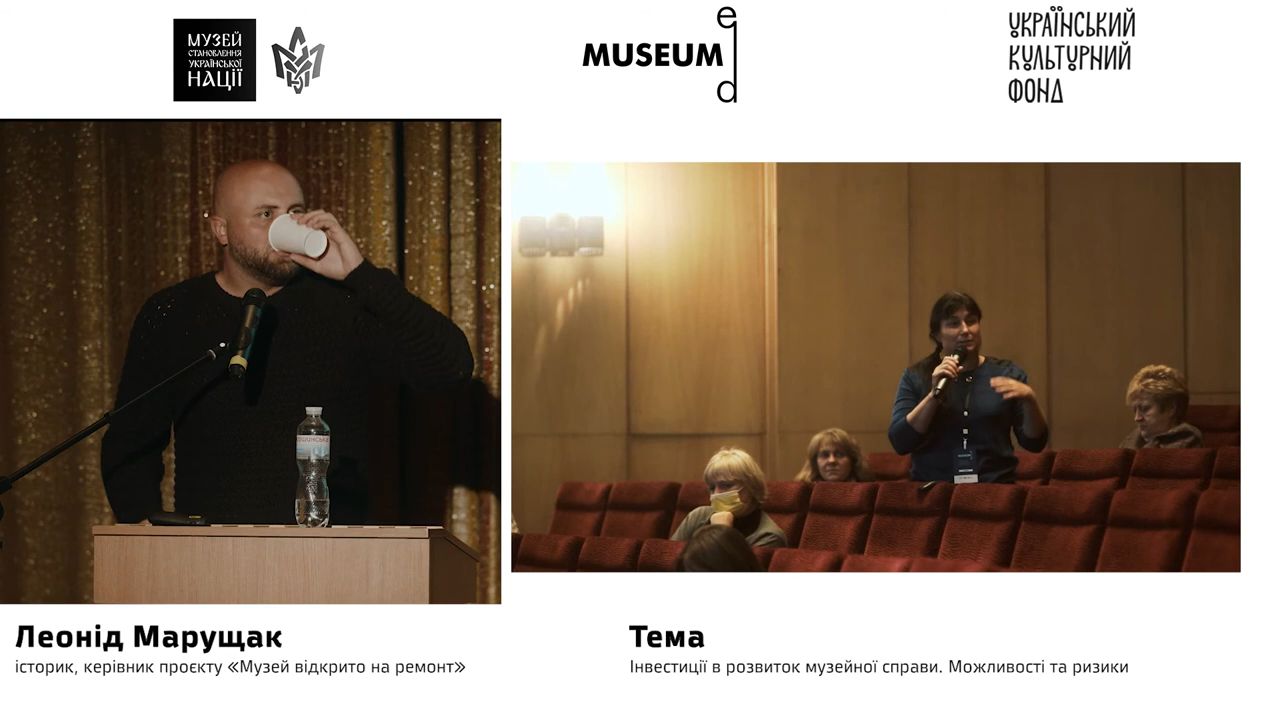 МУЗЕЙ
СТАНОВЛЕННЯ
УКРАЇНСЬКОЇ
НАЦІЇ
MUSEUM
ed
УКРАЇНСЬКИЙ
КУЛЬТУРНИЙ
ФОНД
Леонід Марущак
історик, керівник проєкту «Музей відкрито на ремонт»
Тема
Інвестиції в розвиток музейної справи. Можливості та ризики